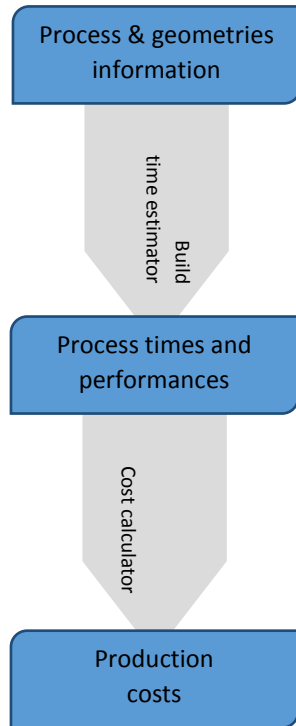 Process & geometries
information
Build
time estimator
Process times and
performances
Cost calculator
Production
costs